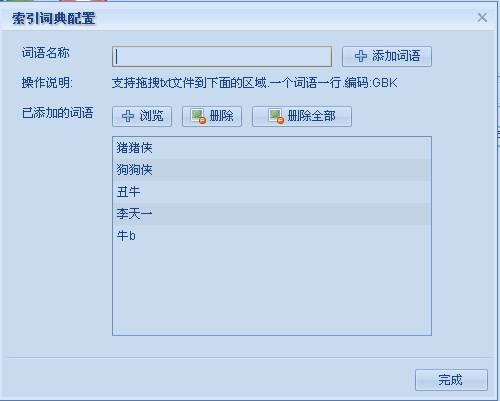 索引词典配置
词语名称 添加词语
操作说明: 支持拖拽txt文件到下面的区域.一个词语一行.编码:GBK
已添加的词语 浏览 删除 删除全部
猪猪侠
狗狗侠
丑牛
李天一
牛b
完成